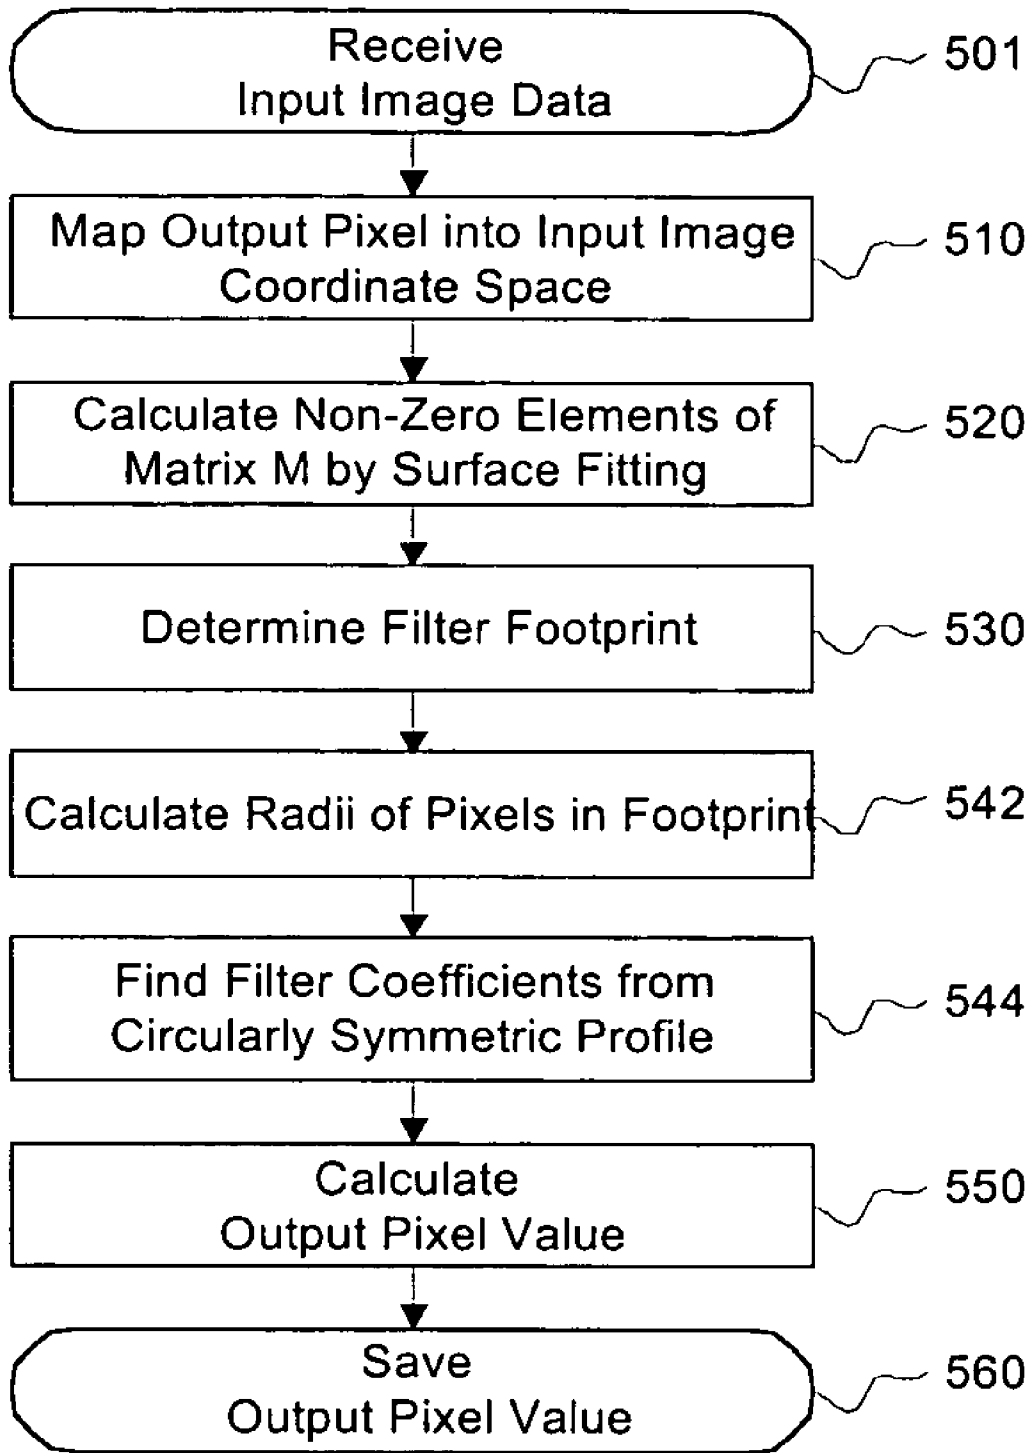 Receive
Input Image Data
501
Map Output Pixel into Input Image
Coordinate Space
510
Calculate Non-Zero Elements of
Matrix M by Surface Fitting
520
Determine Filter Footprint
530
Calculate Radii of Pixels in Footprint
542
Find Filter Coefficients from
Circularly Symmetric Profile
544
Calculate
Output Pixel Value
550
Save
Output Pixel Value
560